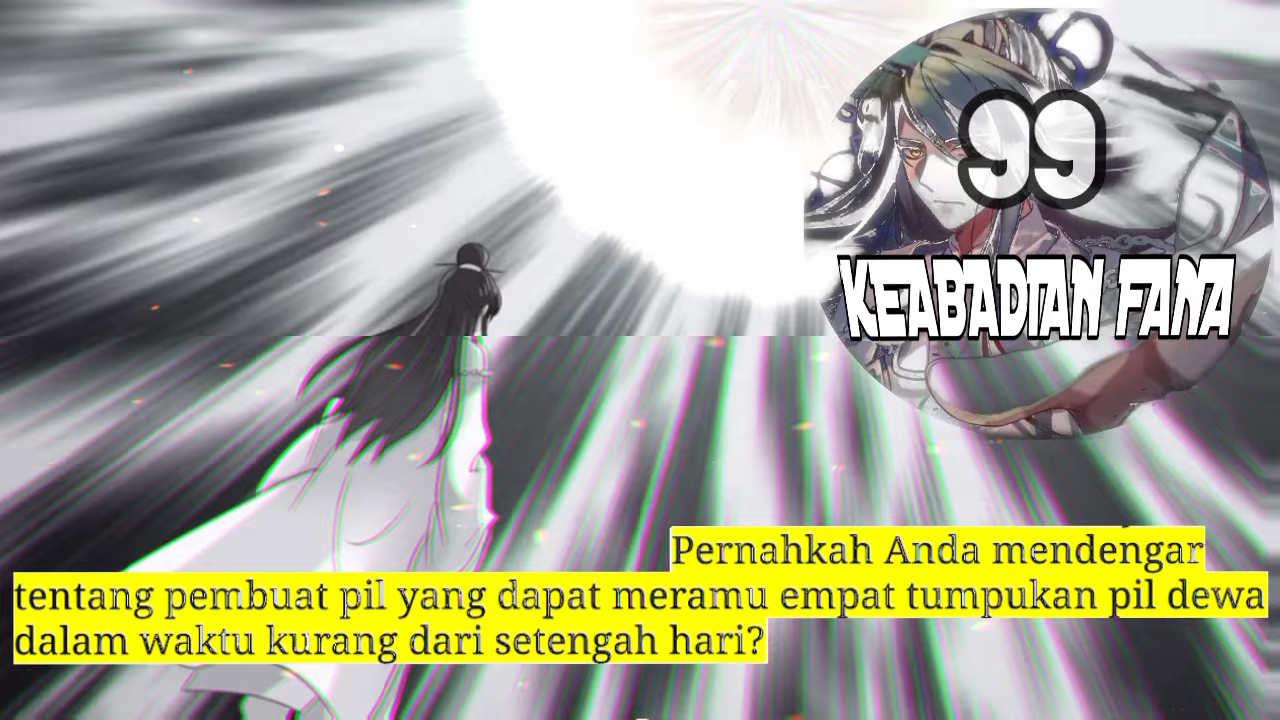 99
KEABADIAN FANA
Pernahkah Anda mendengar
tentang pembuat pil yang dapat meramu empat tumpukan pil dewa
dalam waktu kurang dari setengah hari?